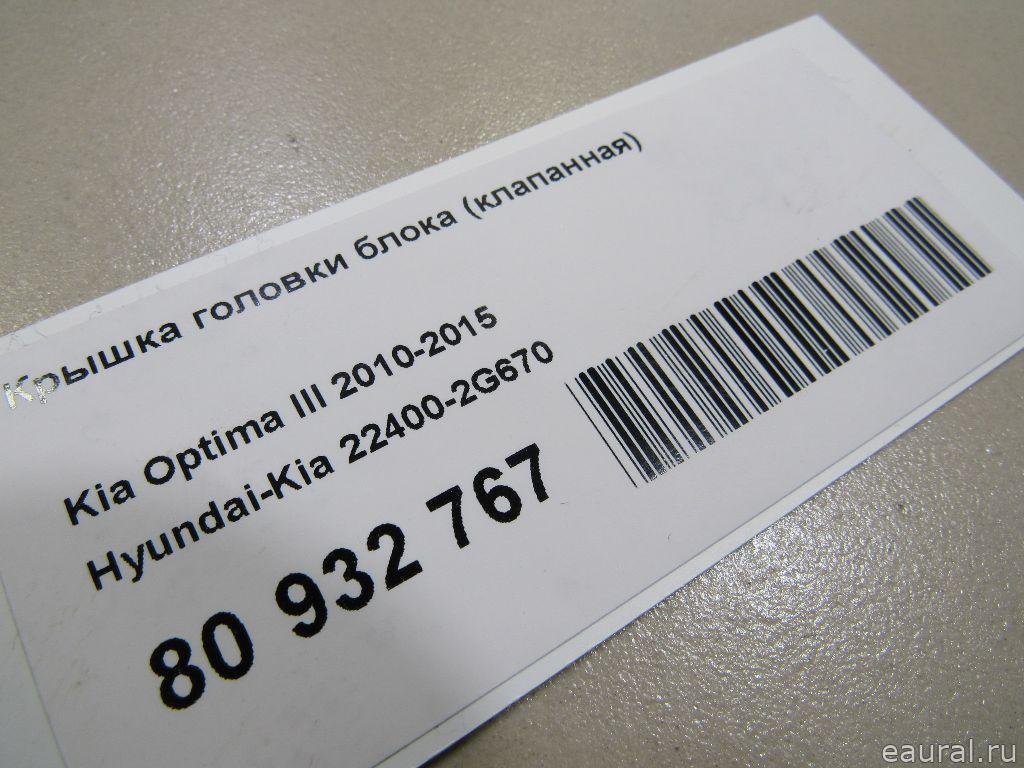 Крышка головки блока (клапанная)
Kia Optima III 2010-2015
Hyundai-Kia 22400-2G670
80 932 767
eaural.ru